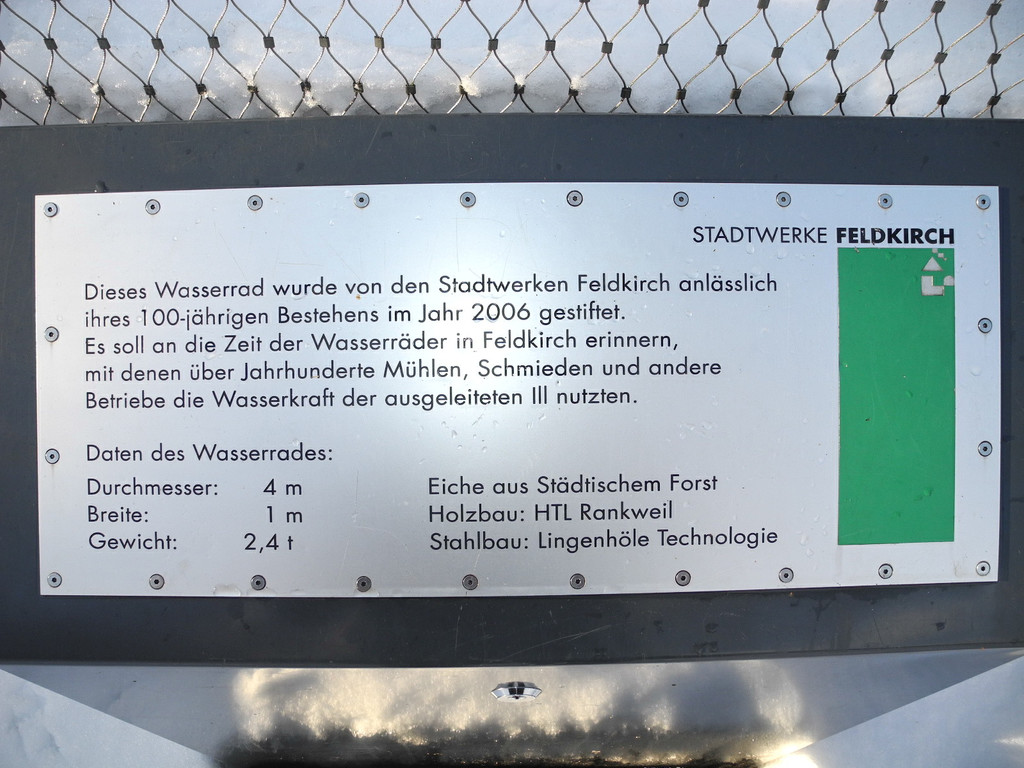 STADTWERKE FELDKIRCH
Dieses Wasserrad wurde von den Stadtwerken Feldkirch anlässlich
ihres 100-jährigen Bestehens im Jahr 2006 gestiftet.
Es soll an die Zeit der Wasserräder in Feldkirch erinnern,
mit denen über Jahrhunderte Mühlen, Schmieden und andere
Betriebe die Wasserkraft der ausgeleiteten Ill nutzten.
Daten des Wasserrades:
Durchmesser: 4 m
Breite: 1 m
Gewicht: 2,4 t
Eiche aus Städtischem Forst
Holzbau: HTL Rankweil
Stahlbau: Lingenhöle Technologie